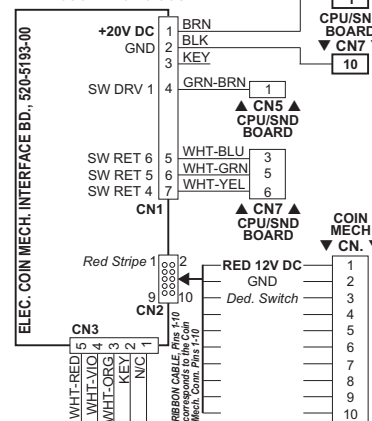 ELEC. COIN MECH. INTERFACE BD., 520-5193-00
+20V DC 1 BRN
GND 2 BLK
3 KEY
SW DRV 1 4 GRN-BRN 1
CN5
CPU/SND
BOARD
CPU/SN
BOARD
CN7
10
SW RET 6 5 WHT-BLU 3
SW RET 5 6 WHT-GRN 5
SW RET 4 7 WHT-YEL 6
CN1
CN7
CPU/SND
BOARD
COIN
MECH
CN.
Red Stripe 1 2
9 10
CN2
RED 12V DC 1
GND 2
Ded. Switch 3
4
5
6
7
8
9
10
RIBBON CABLE, Pins 1-10
corresponds to the Coin
Mech. Conn. Pins 1-10
CN3
5 4 3 2 1
WHT-RED
WHT-VIO
WHT-ORG
KEY
N/C